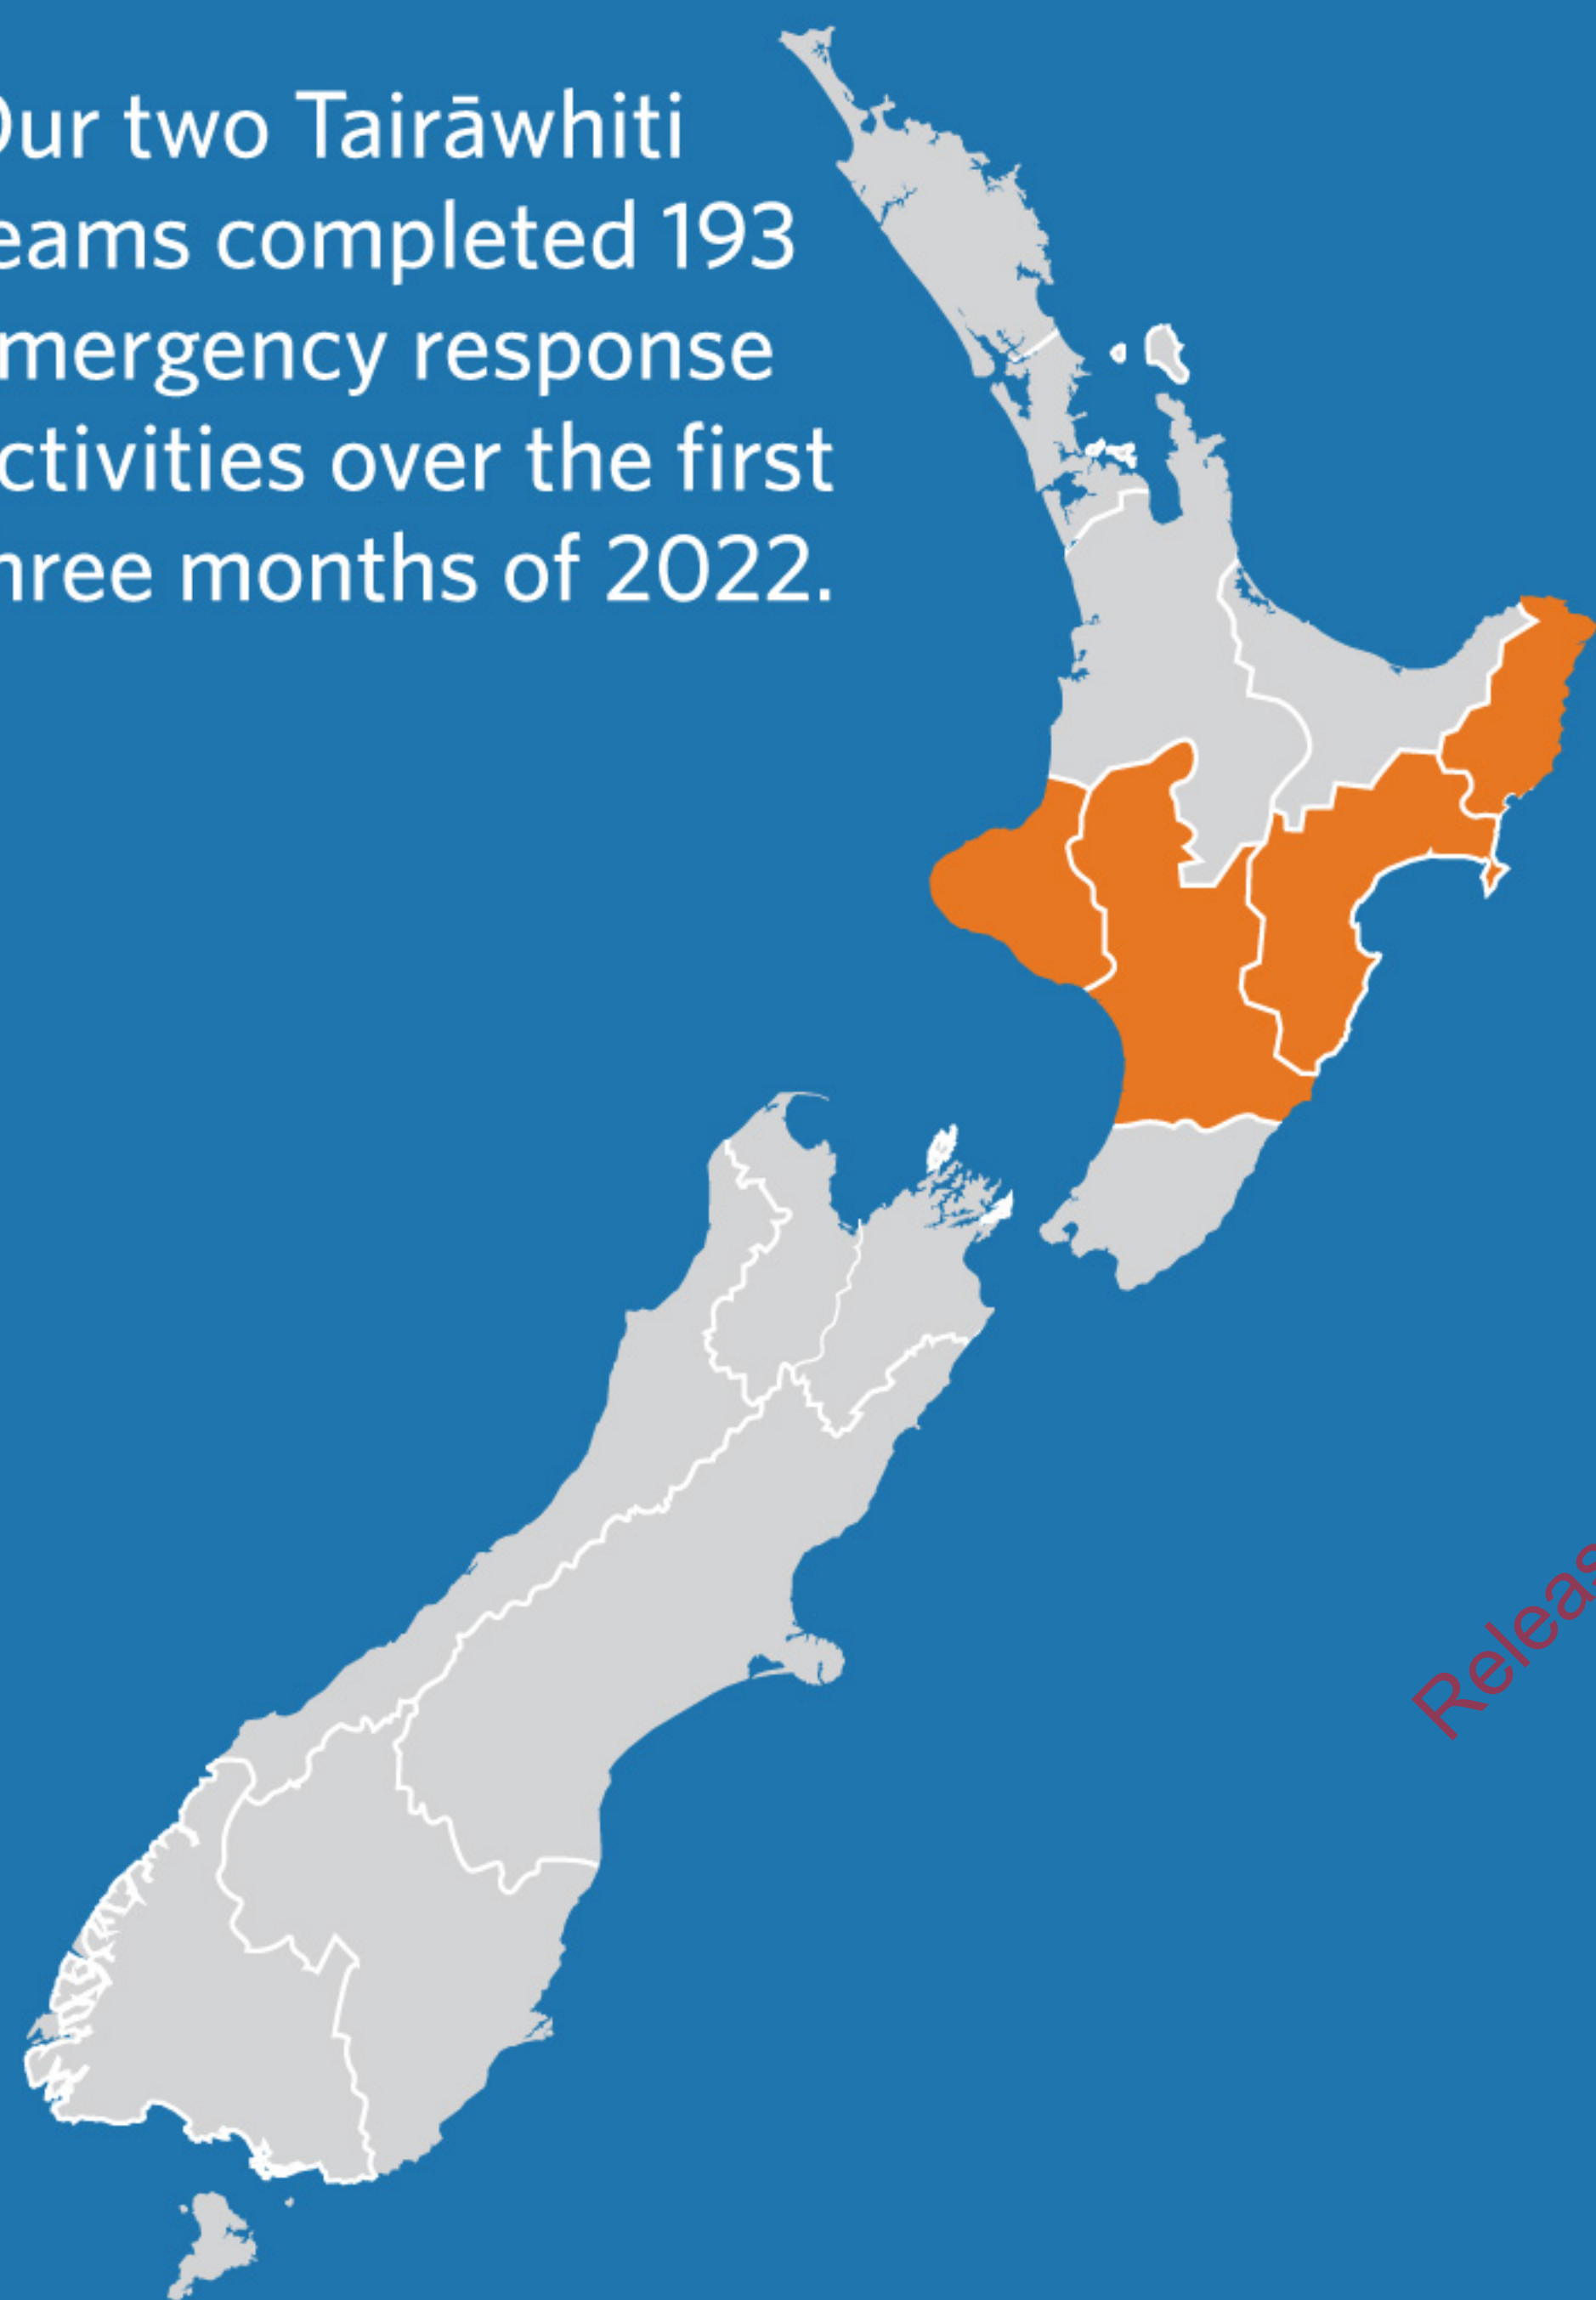 Our two Tairāwhiti
eams completed 193
mergency response
ctivities over the first
hree months of 2022.
Releas